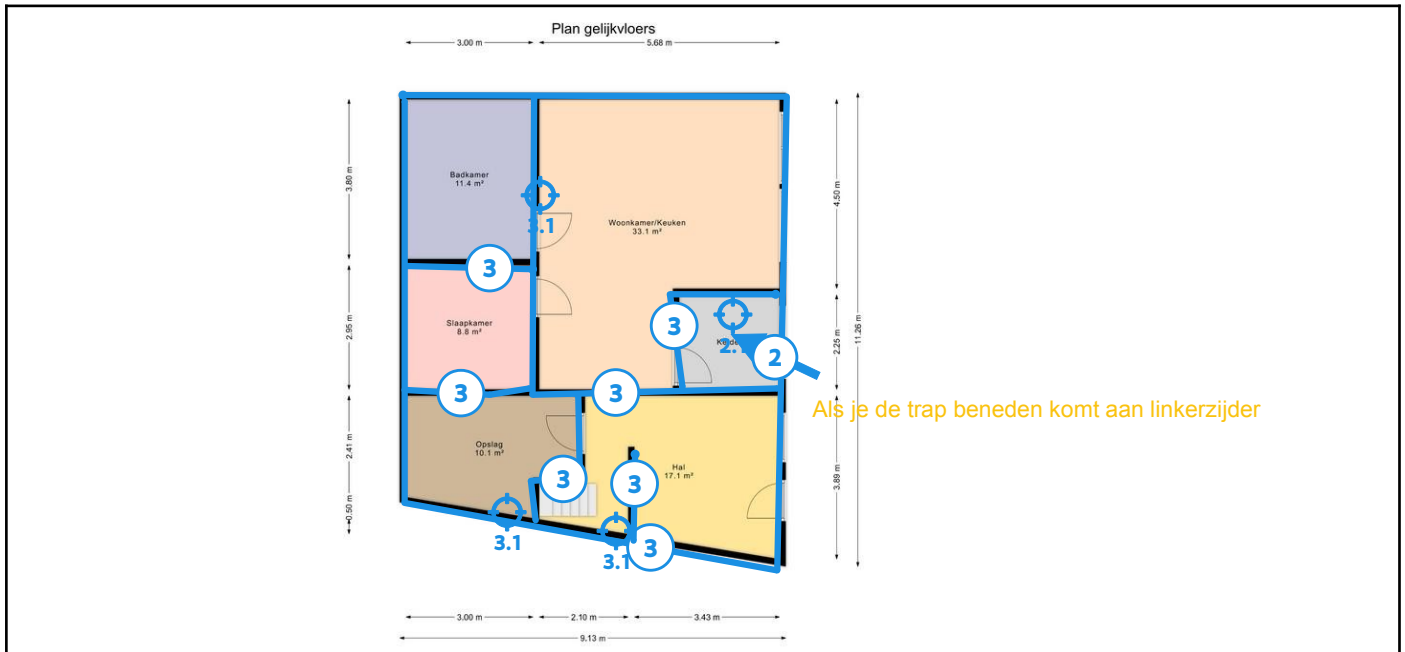 Plan gelijkvloers
3.00 m
5.68 m
3.80 m
4.50 m
11.26 m
Badkamer
11.4 m²
3.1
Woonkamer/Keuken
33.1 m²
3
2.95 m
Slaapkamer
8.8 m²
3
2.25 m
2
3
3
Als je de trap beneden komt aan linkerzijder
2.41 m
Opslag
10.1 m²
Hal
17.1 m²
3
3
3.89 m
0.50 m
3.1
3.1
3
3.00 m
2.10 m
3.43 m
9.13 m